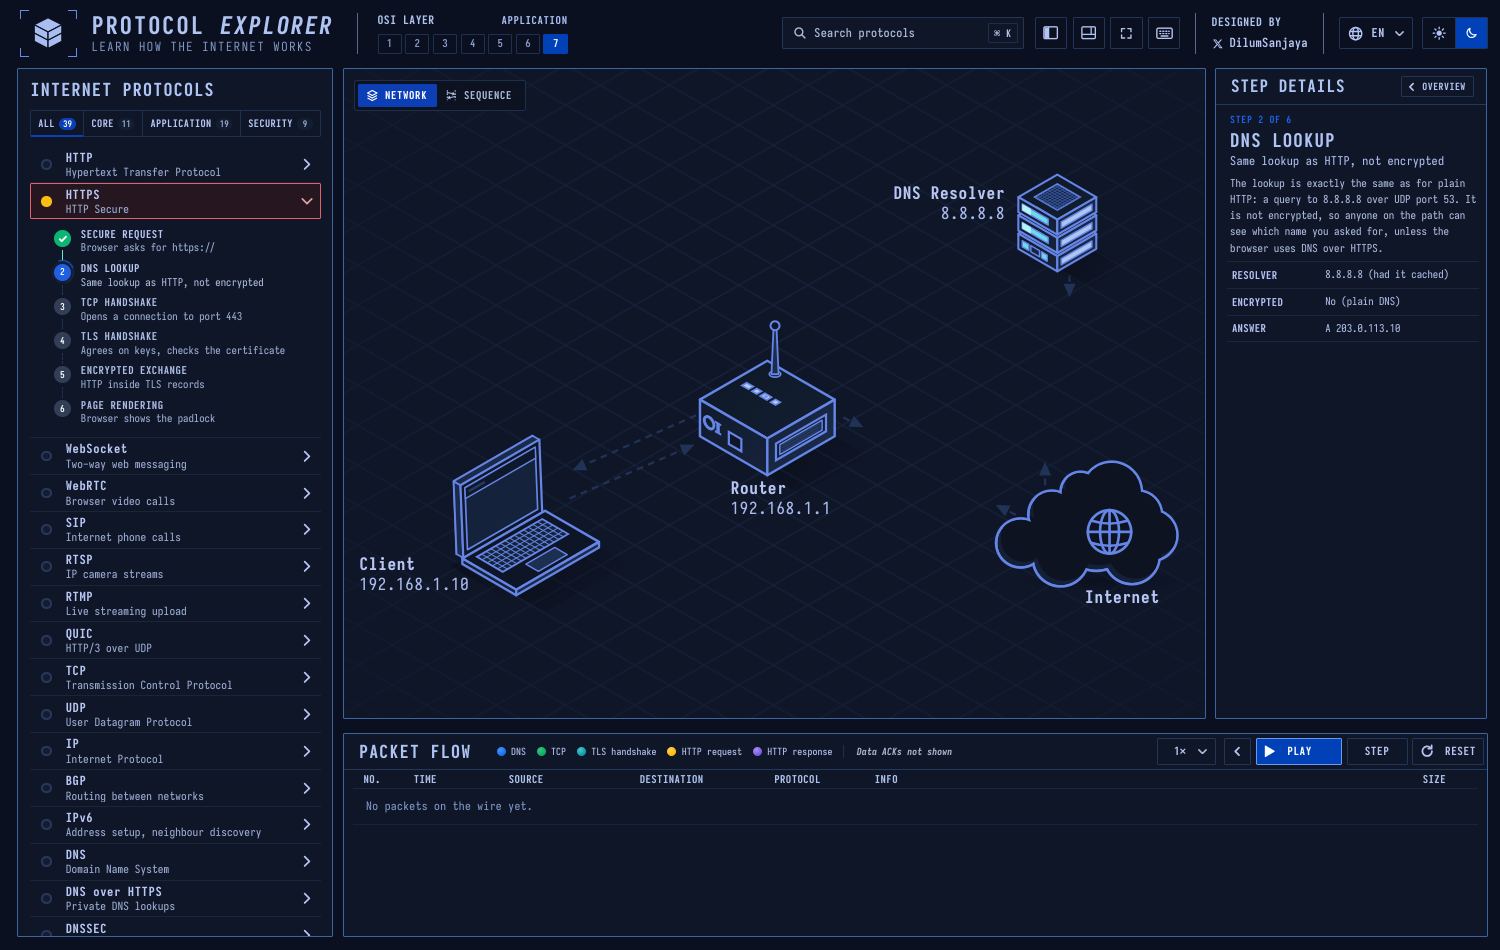 PROTOCOL EXPLORER
LEARN HOW THE INTERNET WORKS
OSI LAYER APPLICATION
1 2 3 4 5 6 7
Search protocols ⌘ K
DESIGNED BY
DilumSanjaya
EN
INTERNET PROTOCOLS
ALL 39 CORE 11 APPLICATION 19 SECURITY 9
HTTP
Hypertext Transfer Protocol
HTTPS
HTTP Secure
SECURE REQUEST
Browser asks for https://
2 DNS LOOKUP
Same lookup as HTTP, not encrypted
3 TCP HANDSHAKE
Opens a connection to port 443
4 TLS HANDSHAKE
Agrees on keys, checks the certificate
5 ENCRYPTED EXCHANGE
HTTP inside TLS records
6 PAGE RENDERING
Browser shows the padlock
WebSocket
Two-way web messaging
WebRTC
Browser video calls
SIP
Internet phone calls
RTSP
IP camera streams
RTMP
Live streaming upload
QUIC
HTTP/3 over UDP
TCP
Transmission Control Protocol
UDP
User Datagram Protocol
IP
Internet Protocol
BGP
Routing between networks
IPv6
Address setup, neighbour discovery
DNS
Domain Name System
DNS over HTTPS
Private DNS lookups
DNSSEC
NETWORK SEQUENCE
DNS Resolver
8.8.8.8
Router
192.168.1.1
Client
192.168.1.10
Internet
STEP DETAILS OVERVIEW
STEP 2 OF 6
DNS LOOKUP
Same lookup as HTTP, not encrypted
The lookup is exactly the same as for plain
HTTP: a query to 8.8.8.8 over UDP port 53. It
is not encrypted, so anyone on the path can
see which name you asked for, unless the
browser uses DNS over HTTPS.
RESOLVER 8.8.8.8 (had it cached)
ENCRYPTED No (plain DNS)
ANSWER A 203.0.113.10
PACKET FLOW DNS TCP TLS handshake HTTP request HTTP response Data ACKs not shown
1× PLAY STEP RESET
NO. TIME SOURCE DESTINATION PROTOCOL INFO SIZE
No packets on the wire yet.